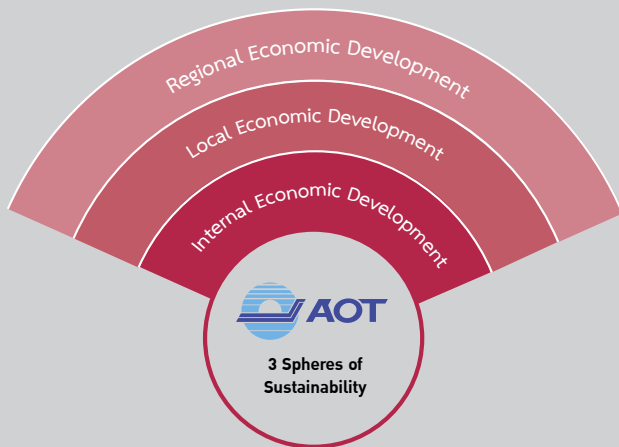 Regional Economic Development
Local Economic Development
Internal Economic Development
AOT
3 Spheres of
Sustainability